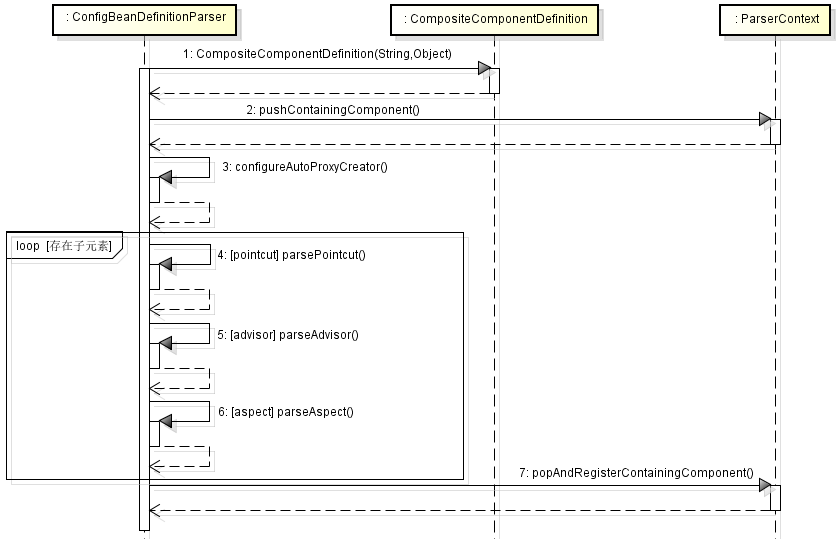 : ConfigBeanDefinitionParser
: CompositeComponentDefinition
: ParserContext
1: CompositeComponentDefinition(String,Object)
2: pushContainingComponent()
3: configureAutoProxyCreator()
loop [存在子元素]
4: [pointcut] parsePointcut()
5: [advisor] parseAdvisor()
6: [aspect] parseAspect()
7: popAndRegisterContainingComponent()